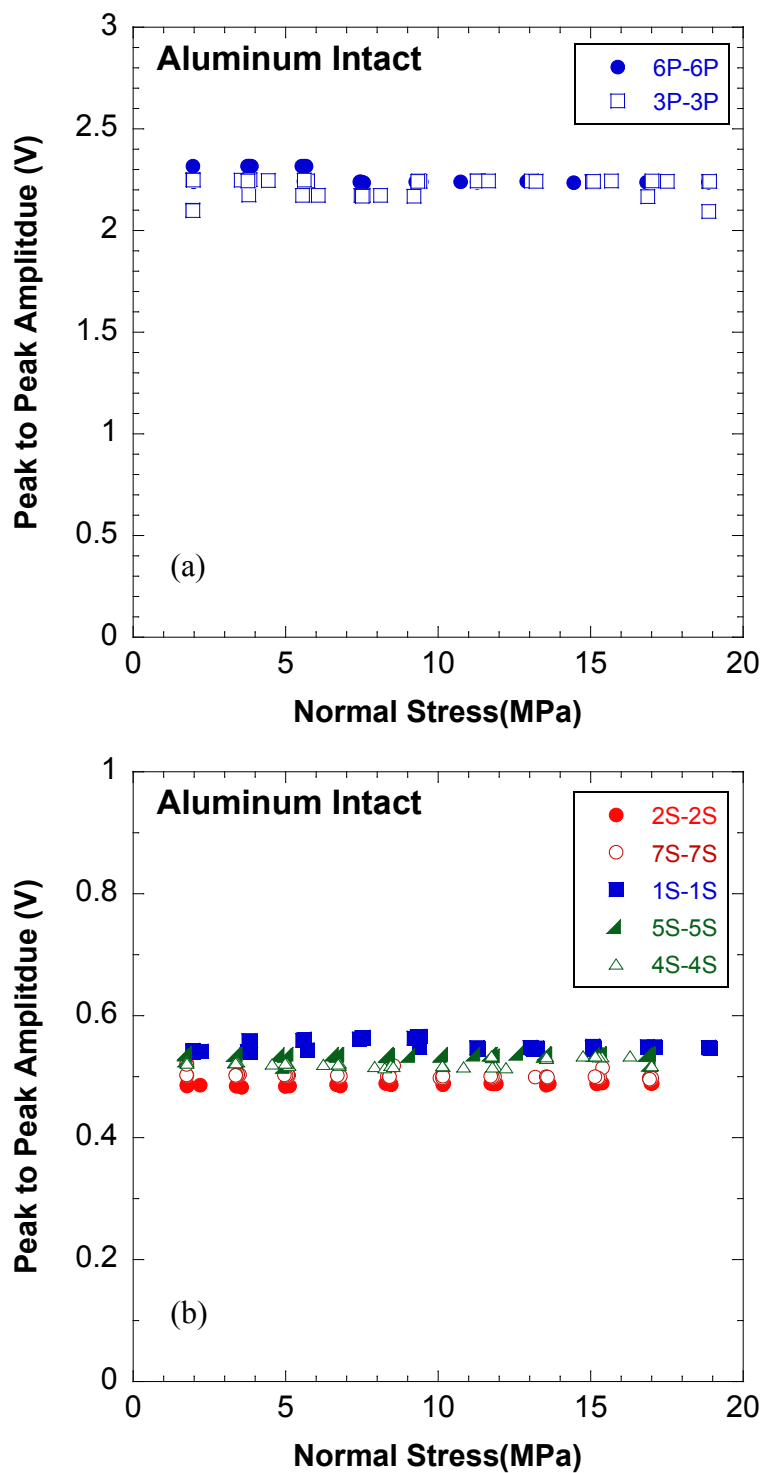 Aluminum Intact
6P-6P
3P-3P
3
2.5
2
1.5
1
0.5
0
Peak to Peak Amplitdue (V)
(a)
0 5 10 15 20
Normal Stress(MPa)
Aluminum Intact
2S-2S
7S-7S
1S-1S
5S-5S
4S-4S
1
0.8
0.6
0.4
0.2
0
Peak to Peak Amplitdue (V)
(b)
0 5 10 15 20
Normal Stress(MPa)